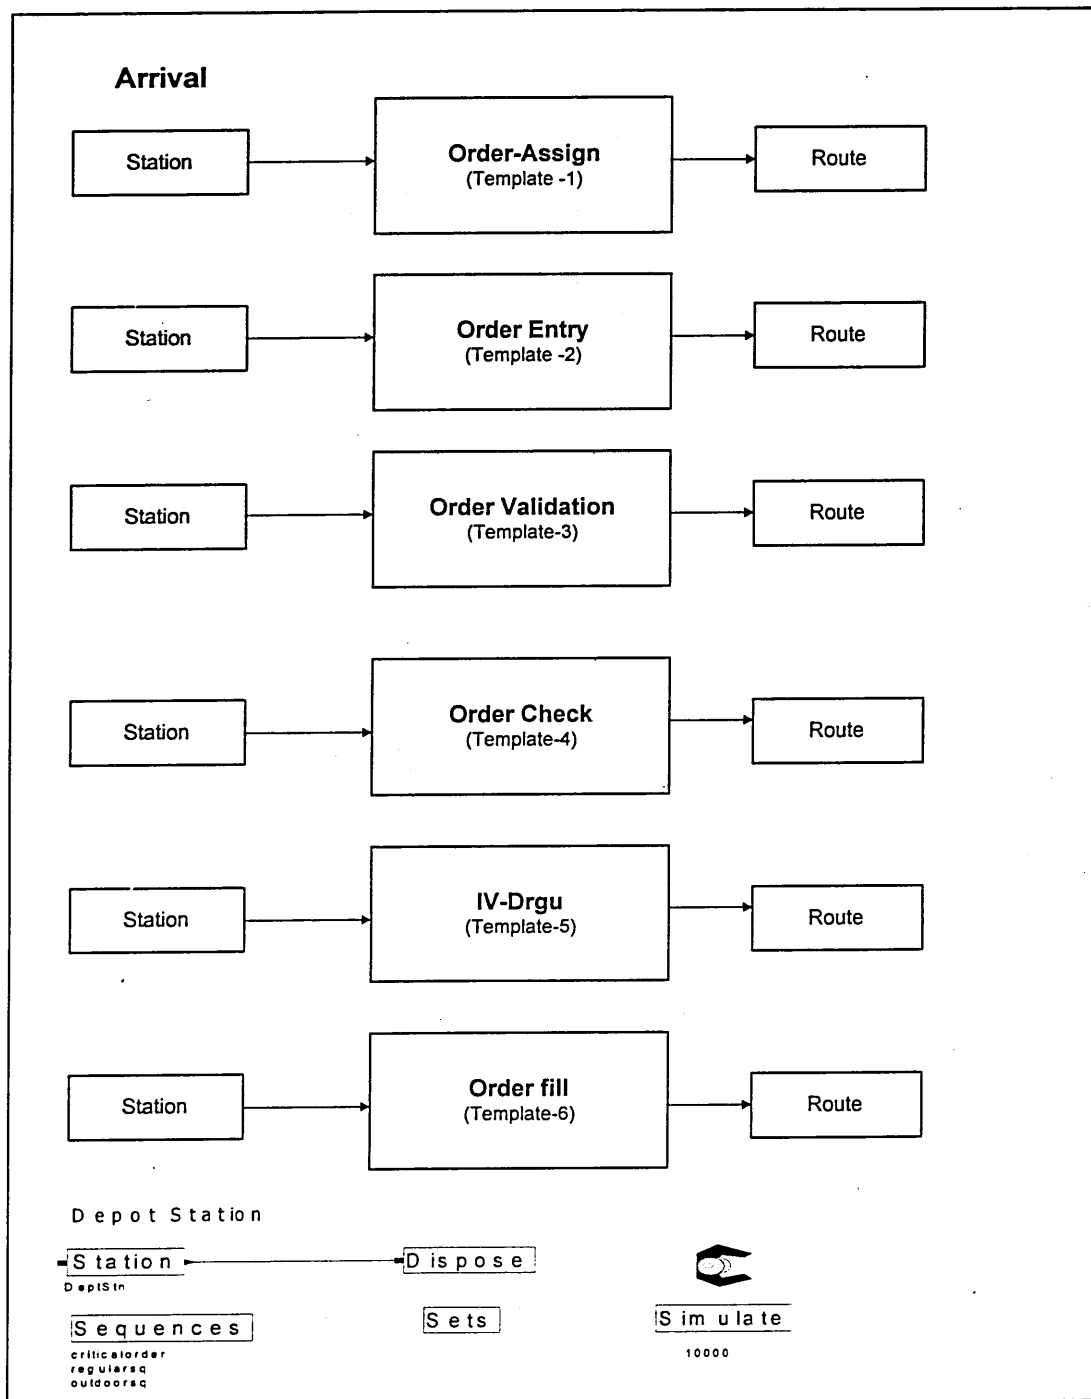 Arrival
Station Order-Assign Route
(Template -1)
Station Order Entry Route
(Template -2)
Station Order Validation Route
(Template-3)
Station Order Check Route
(Template-4)
Station IV-Drgu Route
(Template-5)
Station Order fill Route
(Template-6)
Depot Station
Station Dispose
DeptStn
Sequences Sets Simulate
criticalorder 10000
regularsq
outdoorsq